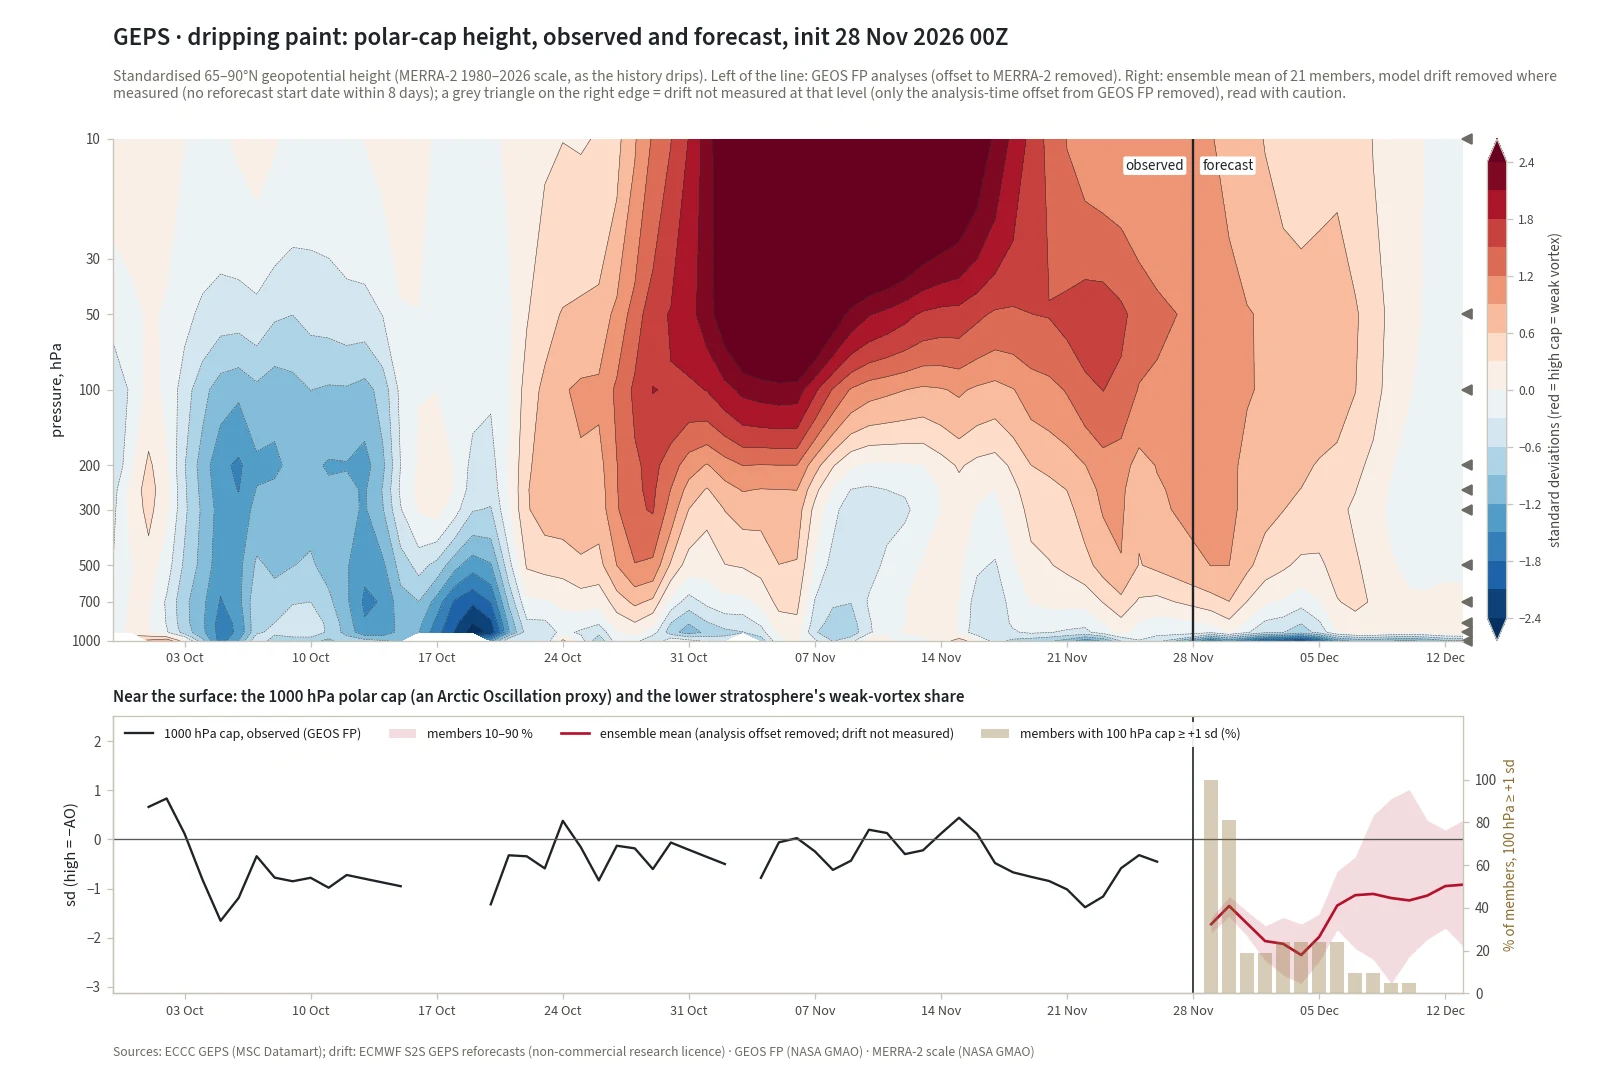 GEPS · dripping paint: polar-cap height, observed and forecast, init 28 Nov 2026 00Z
Standardised 65–90°N geopotential height (MERRA-2 1980–2026 scale, as the history drips). Left of the line: GEOS FP analyses (offset to MERRA-2 removed). Right: ensemble mean of 21 members, model drift removed where
measured (no reforecast start date within 8 days); a grey triangle on the right edge = drift not measured at that level (only the analysis-time offset from GEOS FP removed), read with caution.
observed
forecast
pressure, hPa
10
30
50
100
200
300
500
700
1000
03 Oct
10 Oct
17 Oct
24 Oct
31 Oct
07 Nov
14 Nov
21 Nov
28 Nov
05 Dec
12 Dec
2.4
1.8
1.2
0.6
0.0
−0.6
−1.2
−1.8
−2.4
standard deviations (red = high cap = weak vortex)
Near the surface: the 1000 hPa polar cap (an Arctic Oscillation proxy) and the lower stratosphere's weak-vortex share
1000 hPa cap, observed (GEOS FP)
members 10–90 %
ensemble mean (analysis offset removed; drift not measured)
members with 100 hPa cap ≥ +1 sd (%)
sd (high = −AO)
2
1
0
−1
−2
−3
100
80
60
40
20
0
% of members, 100 hPa ≥ +1 sd
03 Oct
10 Oct
17 Oct
24 Oct
31 Oct
07 Nov
14 Nov
21 Nov
28 Nov
05 Dec
12 Dec
Sources: ECCC GEPS (MSC Datamart); drift: ECMWF S2S GEPS reforecasts (non-commercial research licence) · GEOS FP (NASA GMAO) · MERRA-2 scale (NASA GMAO)